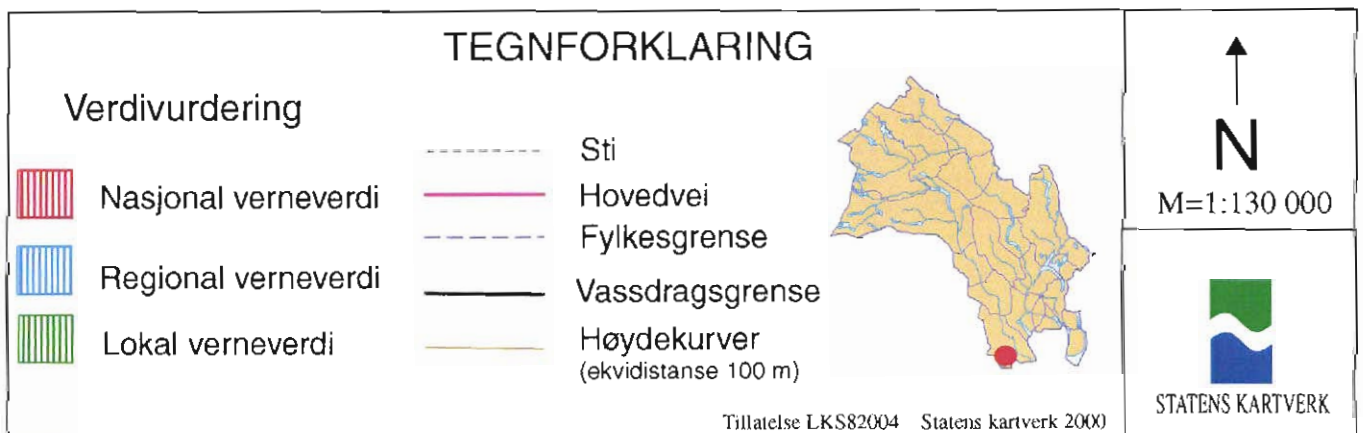 TEGNFORKLARING
Verdivurdering
Nasjonal verneverdi
Regional verneverdi
Lokal verneverdi
Sti
Hovedvei
Fylkesgrense
Vassdragsgrense
Høydekurver
(ekvidistanse 100 m)
Tillatelse LKS82004 Statens kartverk 2000
N
M=1:130 000
STATENS KARTVERK